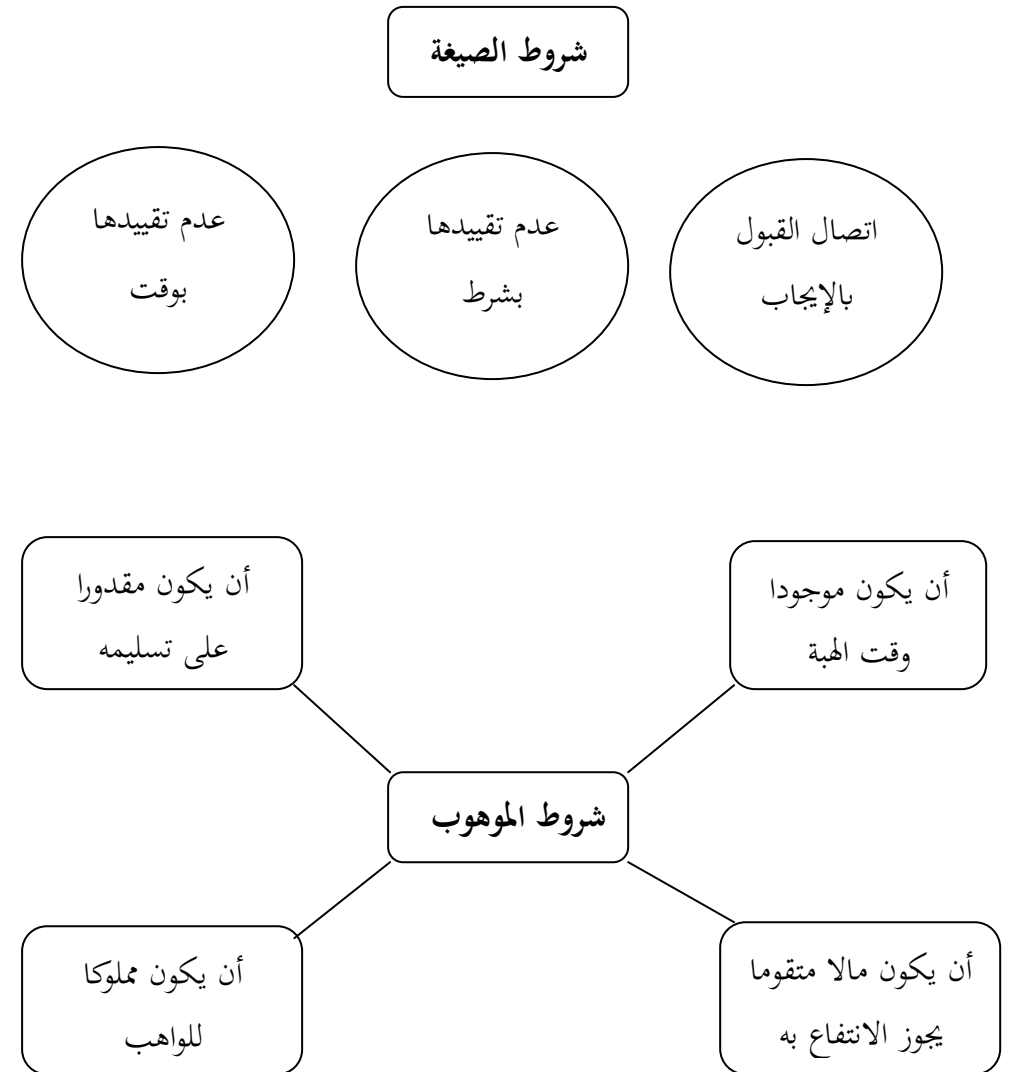 شروط الصيغة
اتصال القبول
بالإيجاب
عدم تقييدها
بشرط
عدم تقييدها
بوقت
أن يكون موجودا
وقت الهبة
أن يكون مقدورا
على تسليمه
شروط الموهوب
أن يكون مالا متقوما
يجوز الانتفاع به
أن يكون مملوكا
للواهب